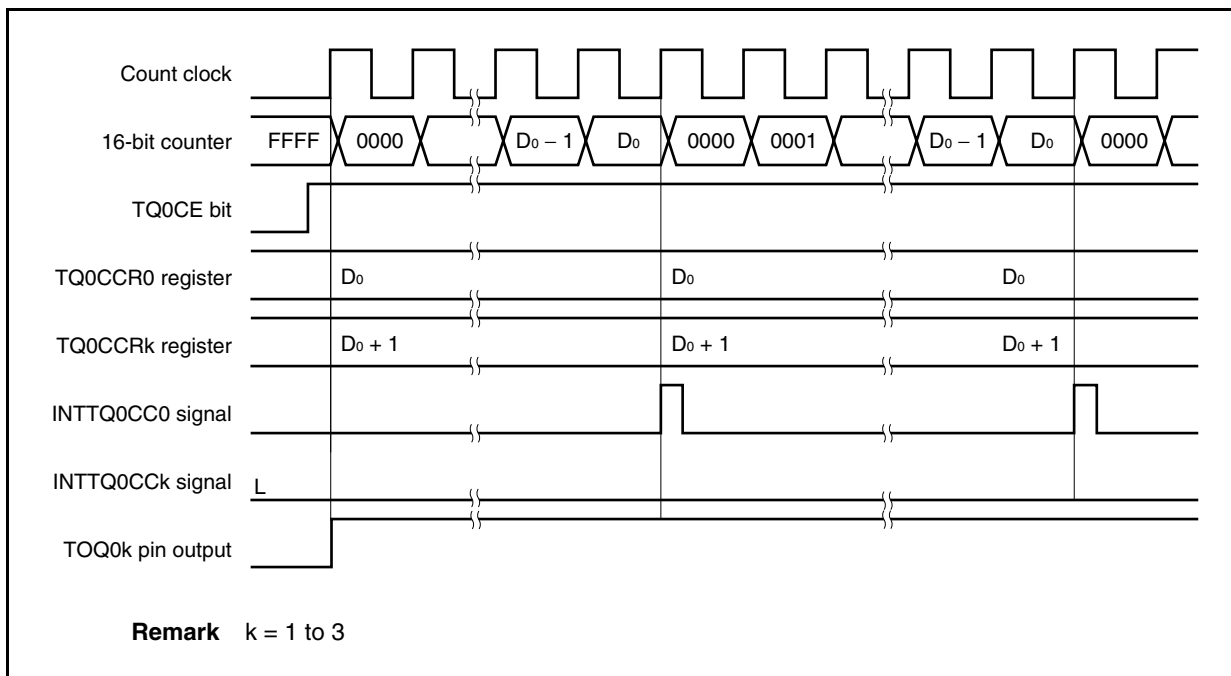 Count clock
16-bit counter FFFF 0000 D₀ − 1 D₀ 0000 0001 D₀ − 1 D₀ 0000
TQ0CE bit
TQ0CCR0 register D₀ D₀ D₀
TQ0CCRk register D₀ + 1 D₀ + 1 D₀ + 1
INTTQ0CC0 signal
INTTQ0CCk signal L
TOQ0k pin output
Remark k = 1 to 3